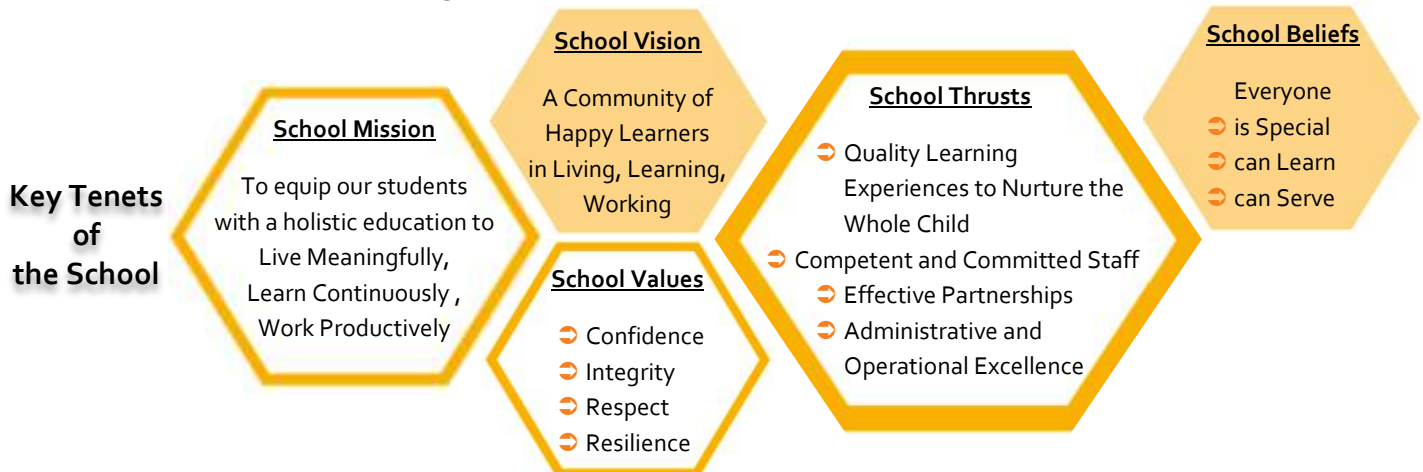 Key Tenets
of
the School
School Mission
To equip our students
with a holistic education to
Live Meaningfully,
Learn Continuously ,
Work Productively
School Vision
A Community of
Happy Learners
in Living, Learning,
Working
School Values
➲ Confidence
➲ Integrity
➲ Respect
➲ Resilience
School Thrusts
➲ Quality Learning
Experiences to Nurture the
Whole Child
➲ Competent and Committed Staff
➲ Effective Partnerships
➲ Administrative and
Operational Excellence
School Beliefs
Everyone
➲ is Special
➲ can Learn
➲ can Serve